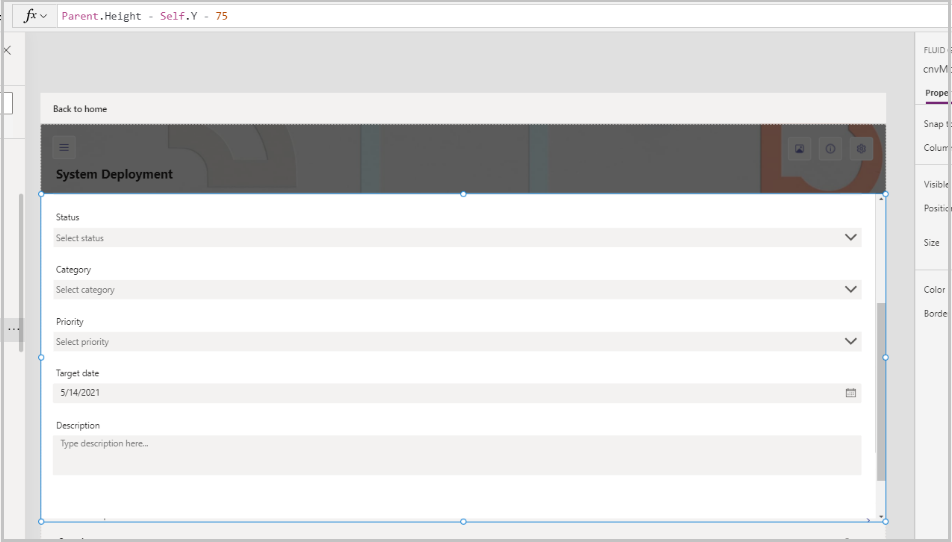 fx Parent.Height - Self.Y - 75
FLUID
Back to home
Prope
System Deployment
Snap t
Colum
Status
Select status
Visible
Positio
Size
Category
Select category
Color
Borde
Priority
Select priority
Target date
5/14/2021
Description
Type description here...